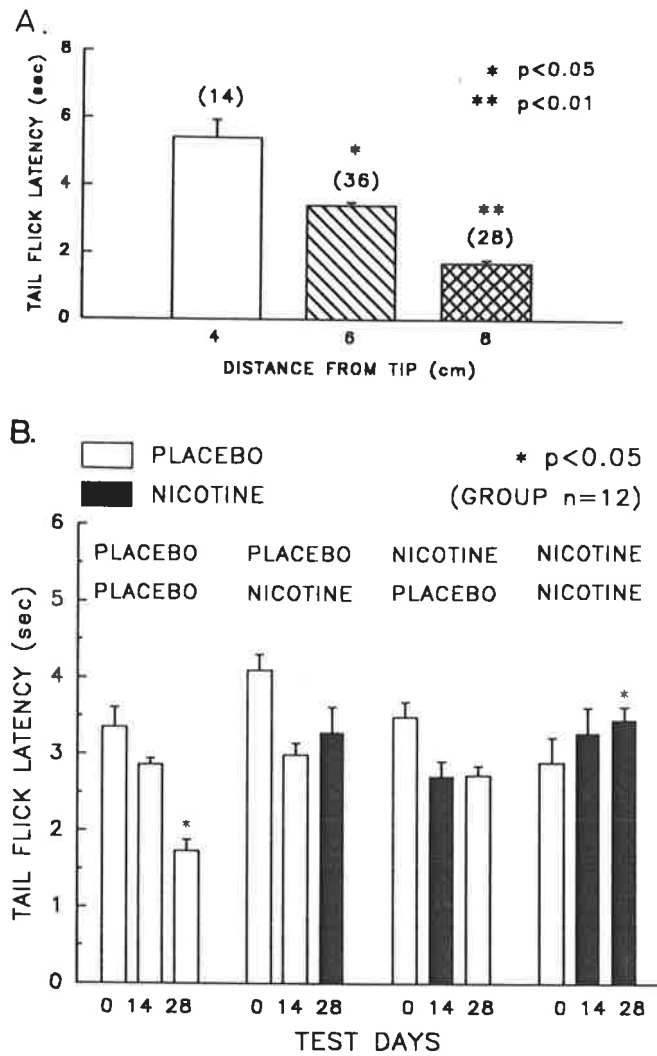 A.
TAIL FLICK LATENCY (sec)
8
6
4
2
0
(14)
*
(36)
**
(28)
* p<0.05
** p<0.01
4 6 8
DISTANCE FROM TIP (cm)
B.
PLACEBO
NICOTINE
* p<0.05
(GROUP n=12)
TAIL FLICK LATENCY (sec)
6
5
4
3
2
1
0
PLACEBO PLACEBO NICOTINE NICOTINE
PLACEBO NICOTINE PLACEBO NICOTINE
*
*
0 14 28 0 14 28 0 14 28 0 14 28
TEST DAYS